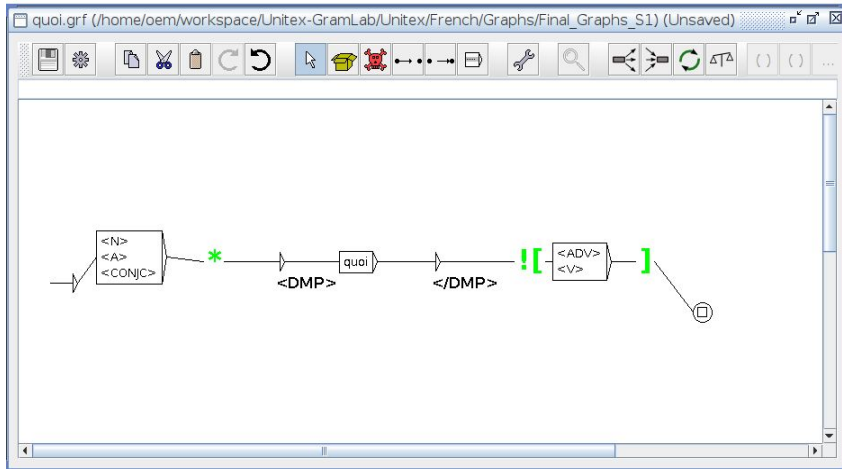 quoi.grf (/home/oem/workspace/Unitex-GramLab/Unitex/French/Graphs/Final_Graphs_S1) (Unsaved)
( ) ( ) ...
<N>
<A>
<CONJC>
*
<DMP>
quoi
</DMP>
![
<ADV>
<V>
]